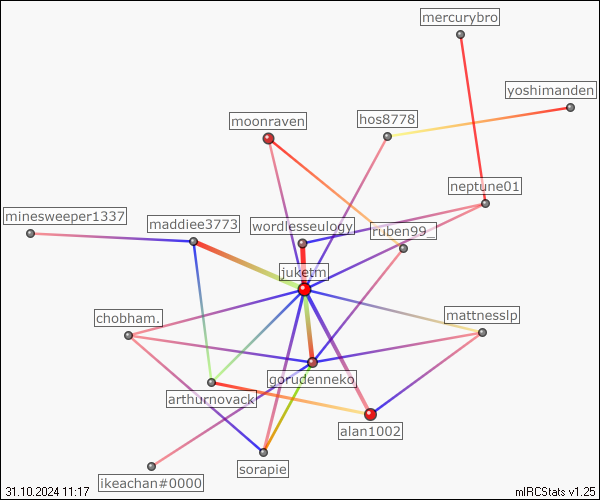 mercurybro
yoshimanden
moonraven
hos8778
neptune01
minesweeper1337
maddiee3773
wordlesseulogy
ruben99_
juketm
chobham.
mattnesslp
gorudenneko
arthurnovack
alan1002
sorapie
ikeachan#0000
31.10.2024 11:17
mIRCStats v1.25